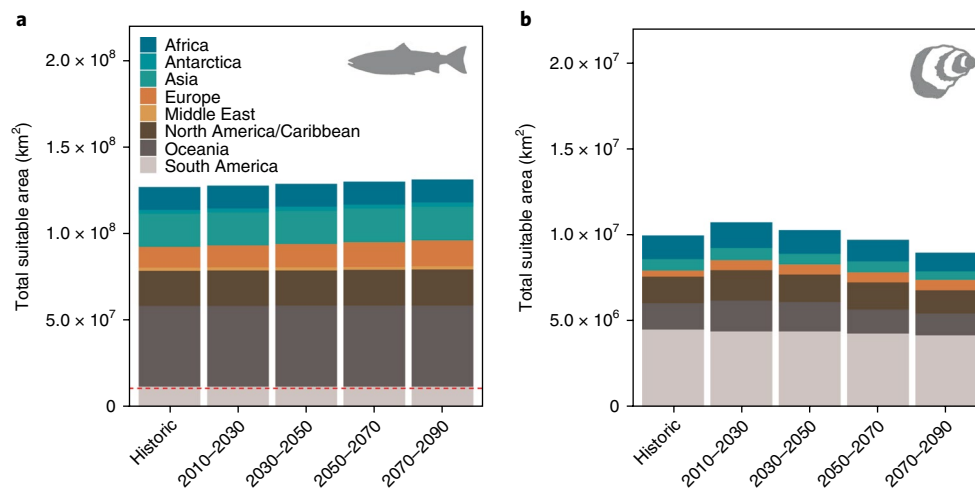 a
Total suitable area (km²)
2.0 × 10⁸
1.5 × 10⁸
1.0 × 10⁸
5.0 × 10⁷
0
Africa
Antarctica
Asia
Europe
Middle East
North America/Caribbean
Oceania
South America
Historic
2010–2030
2030–2050
2050–2070
2070–2090
b
Total suitable area (km²)
2.0 × 10⁷
1.5 × 10⁷
1.0 × 10⁷
5.0 × 10⁶
0
Historic
2010–2030
2030–2050
2050–2070
2070–2090